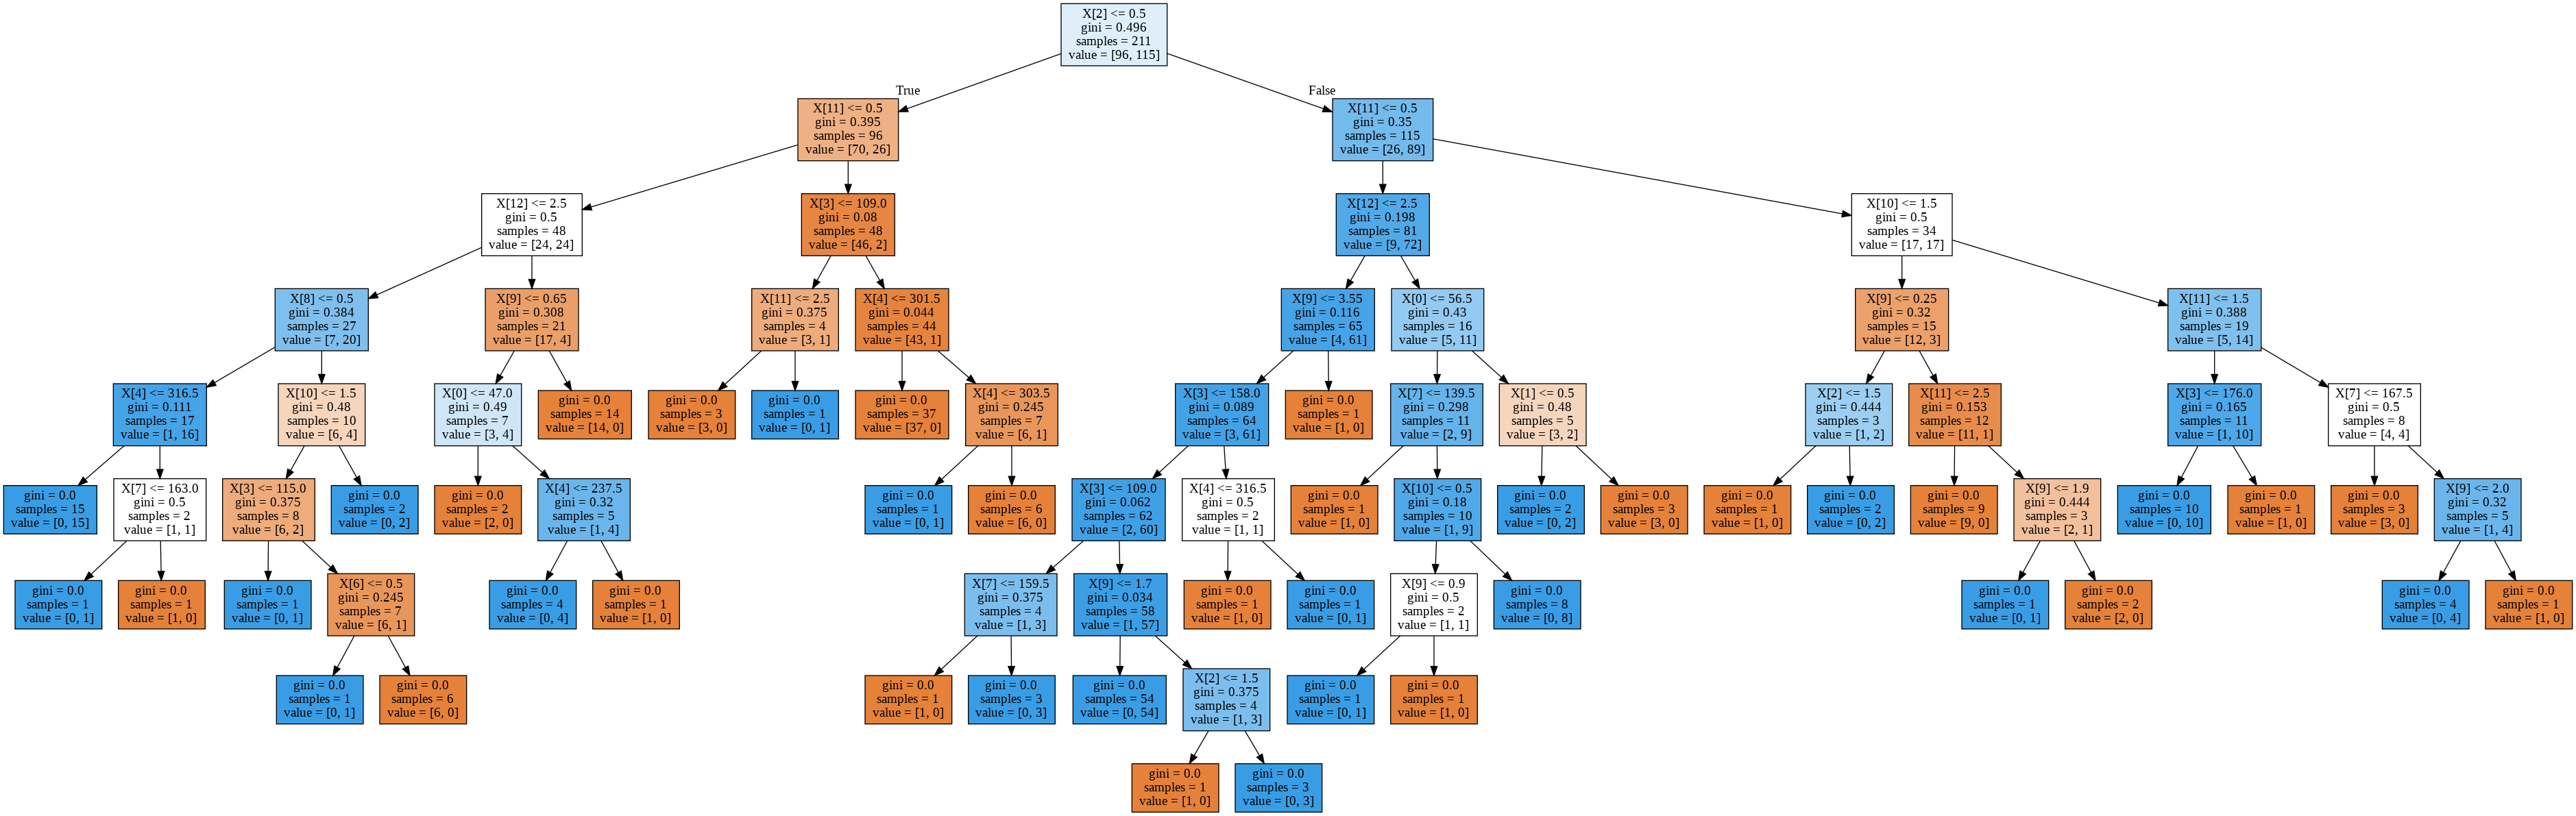 X[2] <= 0.5
gini = 0.496
samples = 211
value = [96, 115]
True
False
X[11] <= 0.5
gini = 0.395
samples = 96
value = [70, 26]
X[11] <= 0.5
gini = 0.35
samples = 115
value = [26, 89]
X[12] <= 2.5
gini = 0.5
samples = 48
value = [24, 24]
X[3] <= 109.0
gini = 0.08
samples = 48
value = [46, 2]
X[12] <= 2.5
gini = 0.198
samples = 81
value = [9, 72]
X[10] <= 1.5
gini = 0.5
samples = 34
value = [17, 17]
X[8] <= 0.5
gini = 0.384
samples = 27
value = [7, 20]
X[9] <= 0.65
gini = 0.308
samples = 21
value = [17, 4]
X[11] <= 2.5
gini = 0.375
samples = 4
value = [3, 1]
X[4] <= 301.5
gini = 0.044
samples = 44
value = [43, 1]
X[9] <= 3.55
gini = 0.116
samples = 65
value = [4, 61]
X[0] <= 56.5
gini = 0.43
samples = 16
value = [5, 11]
X[9] <= 0.25
gini = 0.32
samples = 15
value = [12, 3]
X[11] <= 1.5
gini = 0.388
samples = 19
value = [5, 14]
X[4] <= 316.5
gini = 0.111
samples = 17
value = [1, 16]
X[10] <= 1.5
gini = 0.48
samples = 10
value = [6, 4]
X[0] <= 47.0
gini = 0.49
samples = 7
value = [3, 4]
gini = 0.0
samples = 14
value = [14, 0]
gini = 0.0
samples = 3
value = [3, 0]
gini = 0.0
samples = 1
value = [0, 1]
gini = 0.0
samples = 37
value = [37, 0]
X[4] <= 303.5
gini = 0.245
samples = 7
value = [6, 1]
X[3] <= 158.0
gini = 0.089
samples = 64
value = [3, 61]
gini = 0.0
samples = 1
value = [1, 0]
X[7] <= 139.5
gini = 0.298
samples = 11
value = [2, 9]
X[1] <= 0.5
gini = 0.48
samples = 5
value = [3, 2]
X[2] <= 1.5
gini = 0.444
samples = 3
value = [1, 2]
X[11] <= 2.5
gini = 0.153
samples = 12
value = [11, 1]
X[3] <= 176.0
gini = 0.165
samples = 11
value = [1, 10]
X[7] <= 167.5
gini = 0.5
samples = 8
value = [4, 4]
gini = 0.0
samples = 15
value = [0, 15]
X[7] <= 163.0
gini = 0.5
samples = 2
value = [1, 1]
X[3] <= 115.0
gini = 0.375
samples = 8
value = [6, 2]
gini = 0.0
samples = 2
value = [0, 2]
gini = 0.0
samples = 2
value = [2, 0]
X[4] <= 237.5
gini = 0.32
samples = 5
value = [1, 4]
gini = 0.0
samples = 1
value = [0, 1]
gini = 0.0
samples = 6
value = [6, 0]
X[3] <= 109.0
gini = 0.062
samples = 62
value = [2, 60]
X[4] <= 316.5
gini = 0.5
samples = 2
value = [1, 1]
gini = 0.0
samples = 1
value = [1, 0]
X[10] <= 0.5
gini = 0.18
samples = 10
value = [1, 9]
gini = 0.0
samples = 2
value = [0, 2]
gini = 0.0
samples = 3
value = [3, 0]
gini = 0.0
samples = 1
value = [1, 0]
gini = 0.0
samples = 2
value = [0, 2]
gini = 0.0
samples = 9
value = [9, 0]
X[9] <= 1.9
gini = 0.444
samples = 3
value = [2, 1]
gini = 0.0
samples = 10
value = [0, 10]
gini = 0.0
samples = 1
value = [1, 0]
gini = 0.0
samples = 3
value = [3, 0]
X[9] <= 2.0
gini = 0.32
samples = 5
value = [1, 4]
gini = 0.0
samples = 1
value = [0, 1]
gini = 0.0
samples = 1
value = [1, 0]
gini = 0.0
samples = 1
value = [0, 1]
X[6] <= 0.5
gini = 0.245
samples = 7
value = [6, 1]
gini = 0.0
samples = 4
value = [0, 4]
gini = 0.0
samples = 1
value = [1, 0]
X[7] <= 159.5
gini = 0.375
samples = 4
value = [1, 3]
X[9] <= 1.7
gini = 0.034
samples = 58
value = [1, 57]
gini = 0.0
samples = 1
value = [1, 0]
gini = 0.0
samples = 1
value = [0, 1]
X[9] <= 0.9
gini = 0.5
samples = 2
value = [1, 1]
gini = 0.0
samples = 8
value = [0, 8]
gini = 0.0
samples = 1
value = [0, 1]
gini = 0.0
samples = 2
value = [2, 0]
gini = 0.0
samples = 4
value = [0, 4]
gini = 0.0
samples = 1
value = [1, 0]
gini = 0.0
samples = 1
value = [0, 1]
gini = 0.0
samples = 6
value = [6, 0]
gini = 0.0
samples = 1
value = [1, 0]
gini = 0.0
samples = 3
value = [0, 3]
gini = 0.0
samples = 54
value = [0, 54]
X[2] <= 1.5
gini = 0.375
samples = 4
value = [1, 3]
gini = 0.0
samples = 1
value = [0, 1]
gini = 0.0
samples = 1
value = [1, 0]
gini = 0.0
samples = 1
value = [1, 0]
gini = 0.0
samples = 3
value = [0, 3]